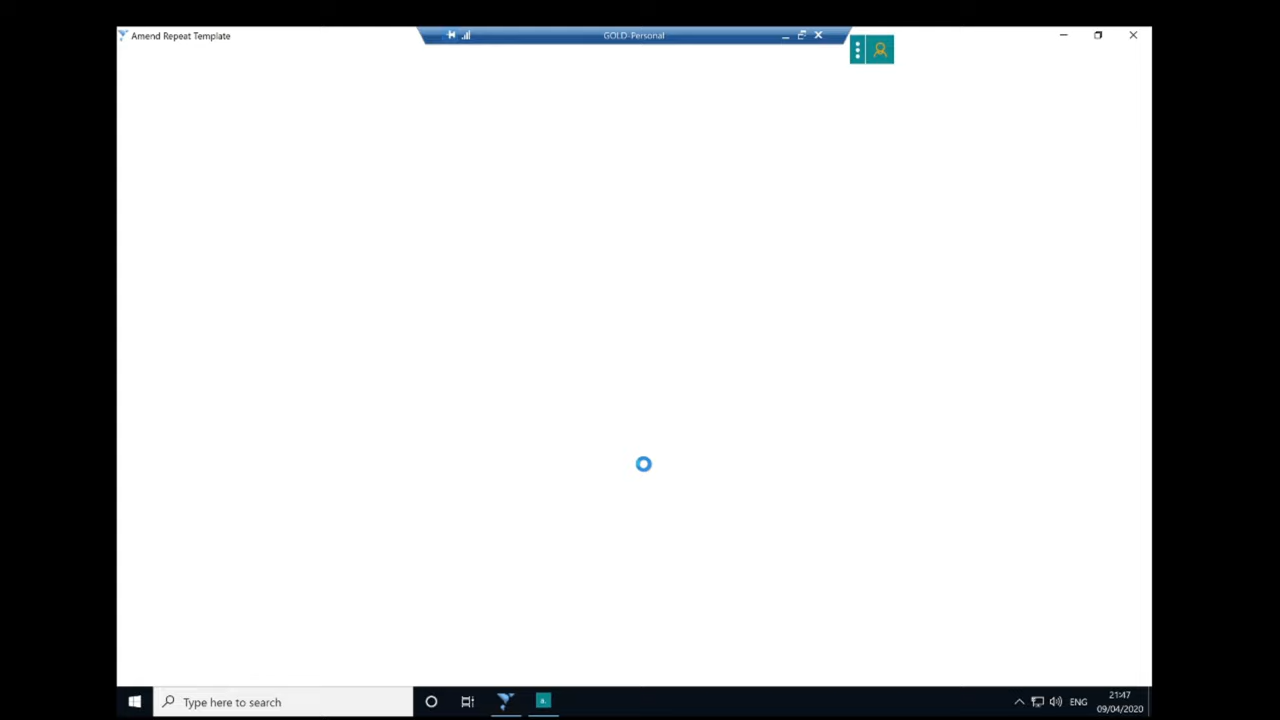 Amend Repeat Template
GOLD-Personal
Type here to search
a.
ENG
21:47
09/04/2020